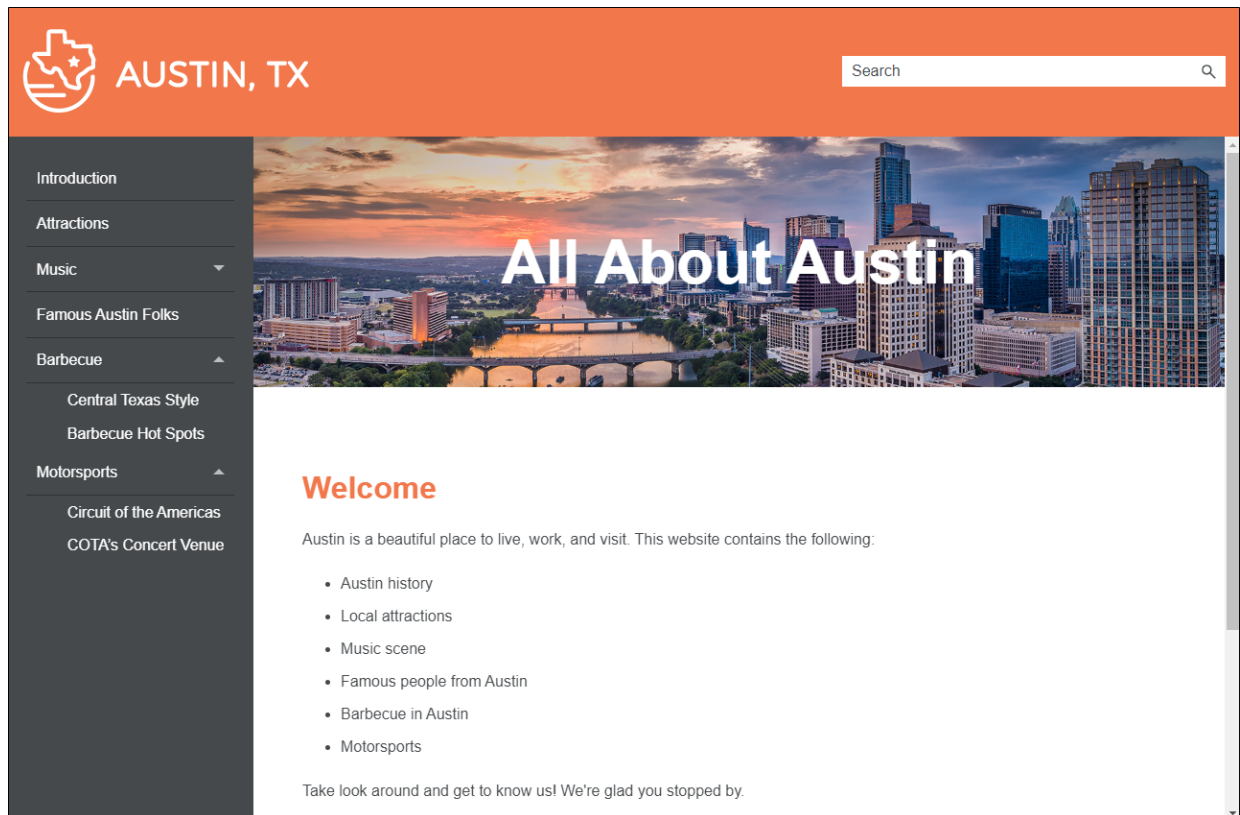 AUSTIN, TX
Search
Introduction
Attractions
Music
Famous Austin Folks
Barbecue
Central Texas Style
Barbecue Hot Spots
Motorsports
Circuit of the Americas
COTA's Concert Venue
All About Austin
Welcome
Austin is a beautiful place to live, work, and visit. This website contains the following:
• Austin history
• Local attractions
• Music scene
• Famous people from Austin
• Barbecue in Austin
• Motorsports
Take look around and get to know us! We're glad you stopped by.